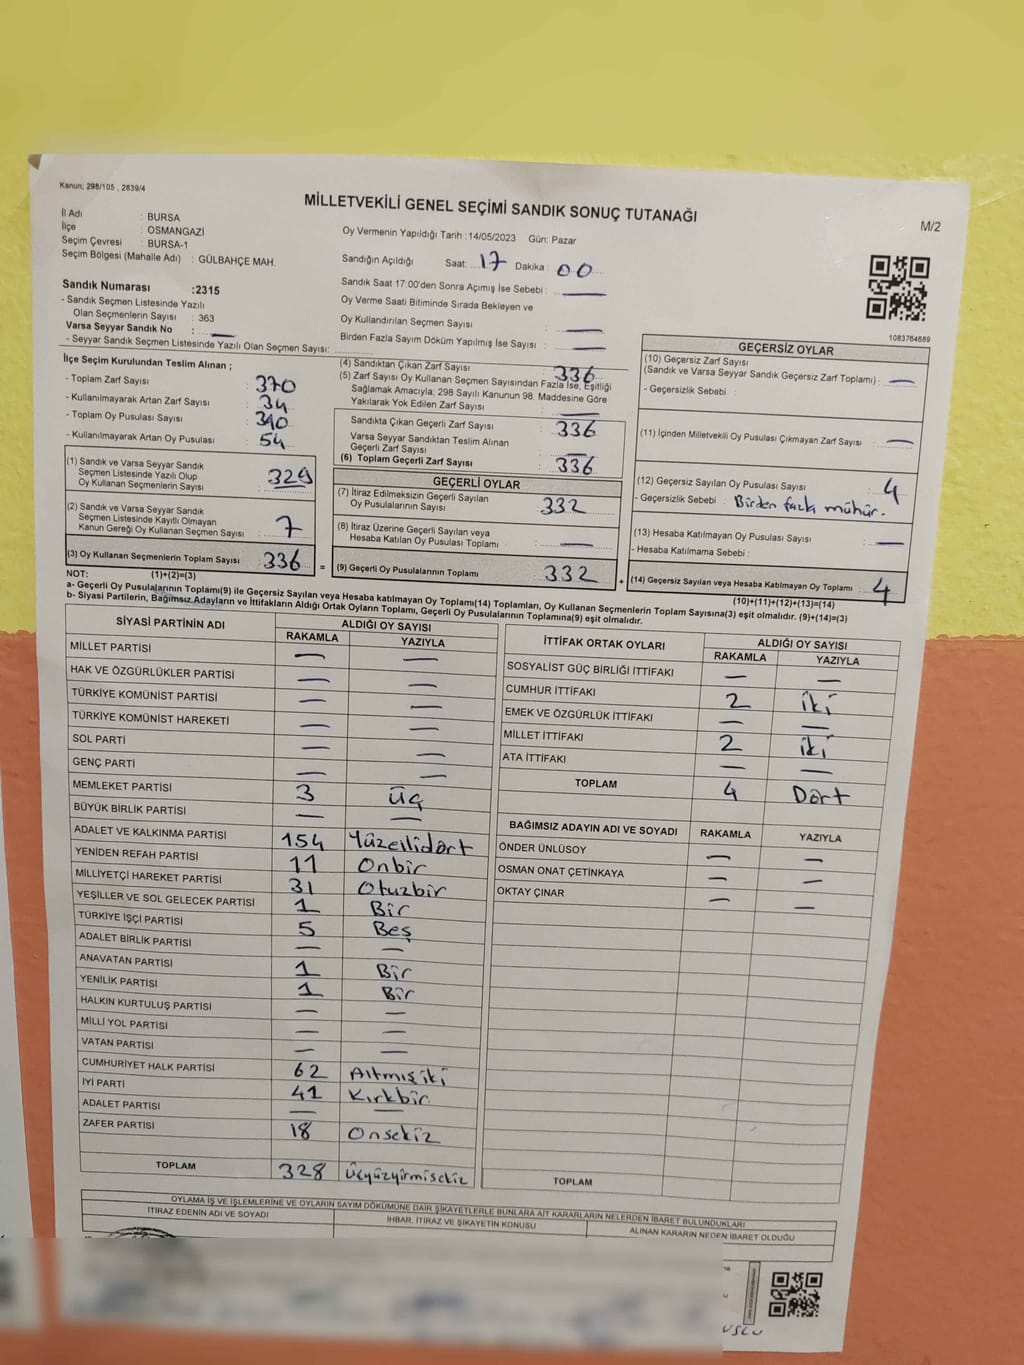 Kanun; 298/105 , 2839/4
MİLLETVEKİLİ GENEL SEÇİMİ SANDIK SONUÇ TUTANAĞI
M/2
İl Adı : BURSA
İlçe : OSMANGAZİ
Seçim Çevresi : BURSA-1
Seçim Bölgesi (Mahalle Adı) : GÜLBAHÇE MAH.
Oy Vermenin Yapıldığı Tarih :14/05/2023 Gün: Pazar
Sandığın Açıldığı Saat: 17 Dakika : 00
Sandık Saat 17:00'den Sonra Açımış İse Sebebi : —
Oy Verme Saati Bitiminde Sırada Bekleyen ve
Oy Kullandırılan Seçmen Sayısı : —
Birden Fazla Sayım Döküm Yapılmış İse Sayısı : —
Sandık Numarası :2315
- Sandık Seçmen Listesinde Yazılı
Olan Seçmenlerin Sayısı : 363
Varsa Seyyar Sandık No : —
- Seyyar Sandık Seçmen Listesinde Yazılı Olan Seçmen Sayısı:
1083764689
İlçe Seçim Kurulundan Teslim Alınan ;
- Toplam Zarf Sayısı : 370
- Kullanılmayarak Artan Zarf Sayısı : 34
- Toplam Oy Pusulası Sayısı : 390
- Kullanılmayarak Artan Oy Pusulası : 54
(1) Sandık ve Varsa Seyyar Sandık
Seçmen Listesinde Yazılı Olup
Oy Kullanan Seçmenlerin Sayısı : 329
(2) Sandık ve Varsa Seyyar Sandık
Seçmen Listesinde Kayıtlı Olmayan
Kanun Gereği Oy Kullanan Seçmen Sayısı : 7
(3) Oy Kullanan Seçmenlerin Toplam Sayısı : 336 =
(1)+(2)=(3)
(4) Sandıktan Çıkan Zarf Sayısı : 336
(5) Zarf Sayısı Oy Kullanan Seçmen Sayısından Fazla İse, Eşitliği
Sağlamak Amacıyla; 298 Sayılı Kanunun 98. Maddesine Göre
Yakılarak Yok Edilen Zarf Sayısı : —
Sandıkta Çıkan Geçerli Zarf Sayısı : 336
Varsa Seyyar Sandıktan Teslim Alınan
Geçerli Zarf Sayısı : —
(6) Toplam Geçerli Zarf Sayısı : 336
GEÇERLİ OYLAR
(7) İtiraz Edilmeksizin Geçerli Sayılan
Oy Pusulalarının Sayısı : 332
(8) İtiraz Üzerine Geçerli Sayılan veya
Hesaba Katılan Oy Pusulası Toplamı : —
(9) Geçerli Oy Pusulalarının Toplamı : 332 +
GEÇERSİZ OYLAR
(10) Geçersiz Zarf Sayısı
(Sandık ve Varsa Seyyar Sandık Geçersiz Zarf Toplamı) : —
- Geçersizlik Sebebi :
(11) İçinden Milletvekili Oy Pusulası Çıkmayan Zarf Sayısı : —
(12) Geçersiz Sayılan Oy Pusulası Sayısı : 4
- Geçersizlik Sebebi : Birden fazla mühür.
(13) Hesaba Katılmayan Oy Pusulası Sayısı : —
- Hesaba Katılmama Sebebi :
(14) Geçersiz Sayılan veya Hesaba Katılmayan Oy Toplamı : 4
(10)+(11)+(12)+(13)=(14)
NOT:
a- Geçerli Oy Pusulalarının Toplamı(9) ile Geçersiz Sayılan veya Hesaba katılmayan Oy Toplamı(14) Toplamları, Oy Kullanan Seçmenlerin Toplam Sayısına(3) eşit olmalıdır. (9)+(14)=(3)
b- Siyasi Partilerin, Bağımsız Adayların ve İttifakların Aldığı Ortak Oyların Toplamı, Geçerli Oy Pusulalarının Toplamına(9) eşit olmalıdır.
SİYASİ PARTİNİN ADI ALDIĞI OY SAYISI
RAKAMLA YAZIYLA
MİLLET PARTİSİ — —
HAK VE ÖZGÜRLÜKLER PARTİSİ — —
TÜRKİYE KOMÜNİST PARTİSİ — —
TÜRKİYE KOMÜNİST HAREKETİ — —
SOL PARTİ — —
GENÇ PARTİ — —
MEMLEKET PARTİSİ 3 üç
BÜYÜK BİRLİK PARTİSİ — —
ADALET VE KALKINMA PARTİSİ 154 Yüzellidört
YENİDEN REFAH PARTİSİ 11 Onbir
MİLLİYETÇİ HAREKET PARTİSİ 31 Otuzbir
YEŞİLLER VE SOL GELECEK PARTİSİ 1 Bir
TÜRKİYE İŞÇİ PARTİSİ 5 Beş
ADALET BİRLİK PARTİSİ — —
ANAVATAN PARTİSİ 1 Bir
YENİLİK PARTİSİ 1 Bir
HALKIN KURTULUŞ PARTİSİ — —
MİLLİ YOL PARTİSİ — —
VATAN PARTİSİ — —
CUMHURİYET HALK PARTİSİ 62 Altmışiki
İYİ PARTİ 41 Kırkbir
ADALET PARTİSİ — —
ZAFER PARTİSİ 18 Onsekiz
TOPLAM 328 üçyüzyirmisekiz
İTTİFAK ORTAK OYLARI ALDIĞI OY SAYISI
RAKAMLA YAZIYLA
SOSYALİST GÜÇ BİRLİĞİ İTTİFAKI — —
CUMHUR İTTİFAKI 2 iki
EMEK VE ÖZGÜRLÜK İTTİFAKI — —
MİLLET İTTİFAKI 2 iki
ATA İTTİFAKI — —
TOPLAM 4 Dört
BAĞIMSIZ ADAYIN ADI VE SOYADI RAKAMLA YAZIYLA
ÖNDER ÜNLÜSOY — —
OSMAN ONAT ÇETİNKAYA — —
OKTAY ÇINAR — —
TOPLAM
OYLAMA İŞ VE İŞLEMLERİNE VE OYLARIN SAYIM DÖKÜMÜNE DAİR ŞİKAYETLERLE BUNLARA AİT KARARLARIN NELERDEN İBARET BULUNDUKLARI
İTİRAZ EDENİN ADI VE SOYADI İHBAR, İTİRAZ VE ŞİKAYETİN KONUSU ALINAN KARARIN NEDEN İBARET OLDUĞU
USLU